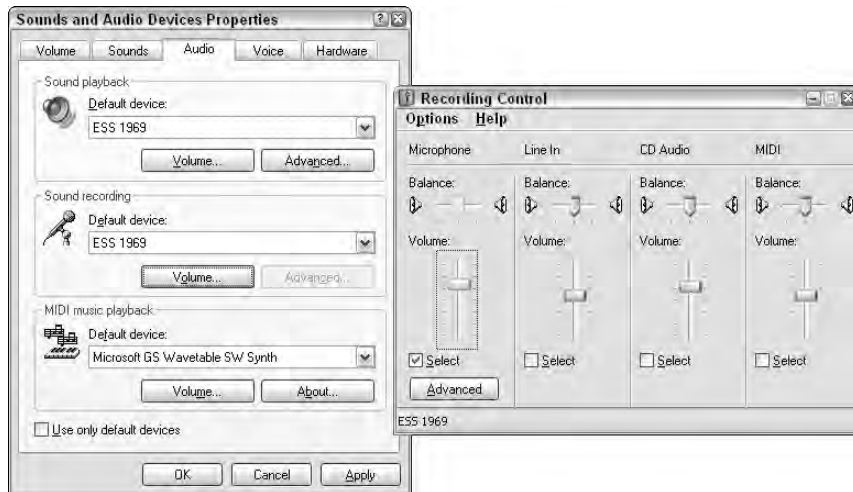 Sounds and Audio Devices Properties
Volume Sounds Audio Voice Hardware
Sound playback
Default device:
ESS 1969
Volume... Advanced...
Sound recording
Default device:
ESS 1969
Volume... Advanced...
MIDI music playback
Default device:
Microsoft GS Wavetable SW Synth
Volume... About...
Use only default devices
OK Cancel Apply
Recording Control
Options Help
Microphone Line In CD Audio MIDI
Balance: Balance: Balance: Balance:
Volume: Volume: Volume: Volume:
Select Select Select Select
Advanced
ESS 1969